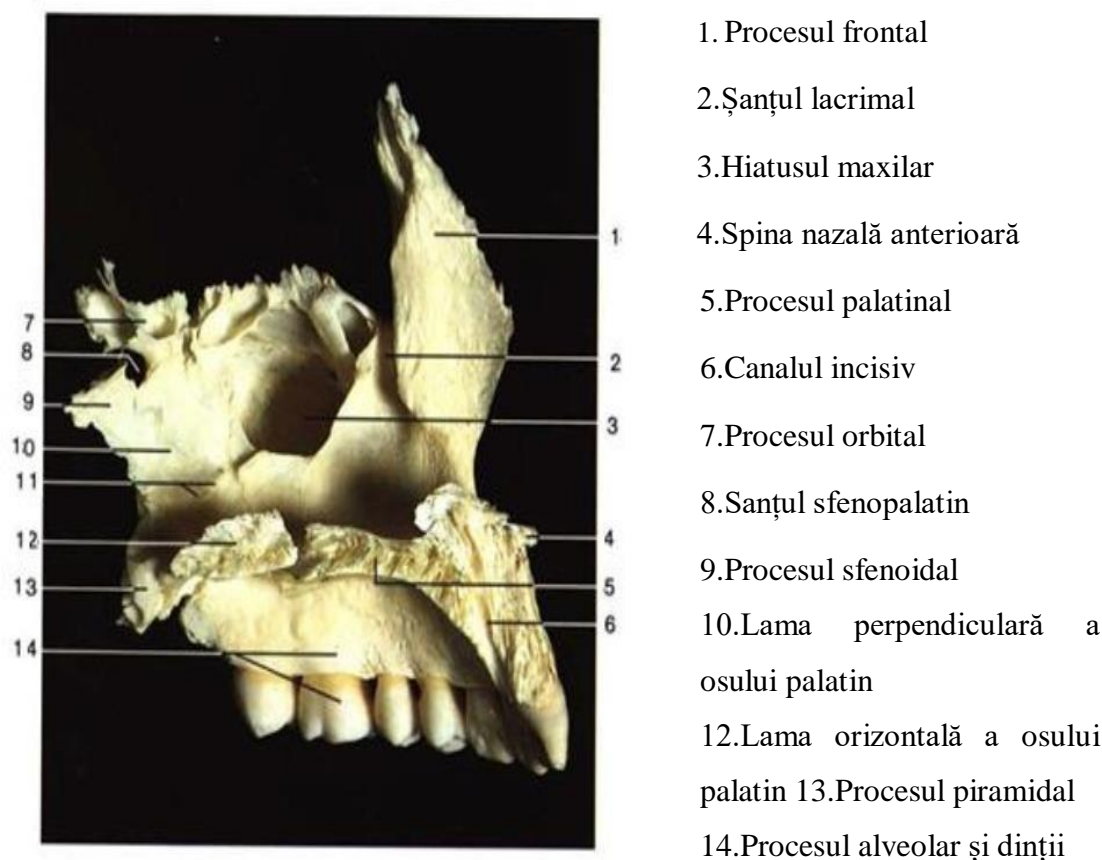 1. Procesul frontal
2.Șanțul lacrimal
3.Hiatusul maxilar
4.Spina nazală anterioară
5.Procesul palatinal
6.Canalul incisiv
7.Procesul orbital
8.Sanțul sfenopalatin
9.Procesul sfenoidal
10.Lama perpendiculară a
osului palatin
12.Lama orizontală a osului
palatin 13.Procesul piramidal
14.Procesul alveolar și dinții
7
8
9
10
11
12
13
14
1
2
3
4
5
6